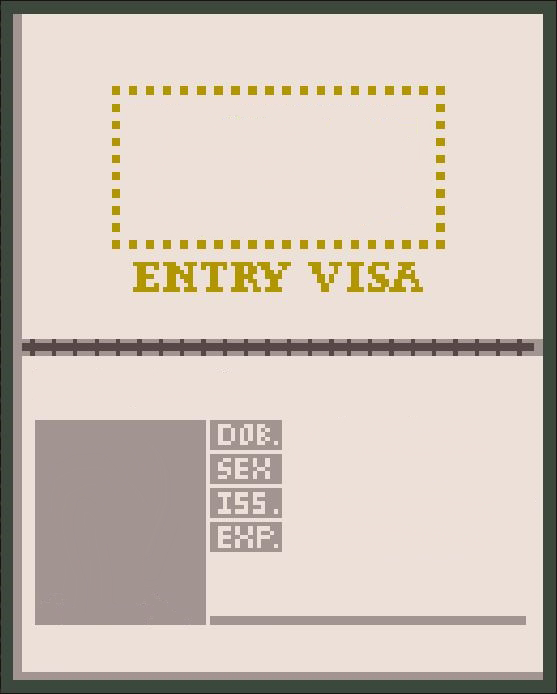 ENTRY VISA
DOB.
SEX
ISS.
EXP.